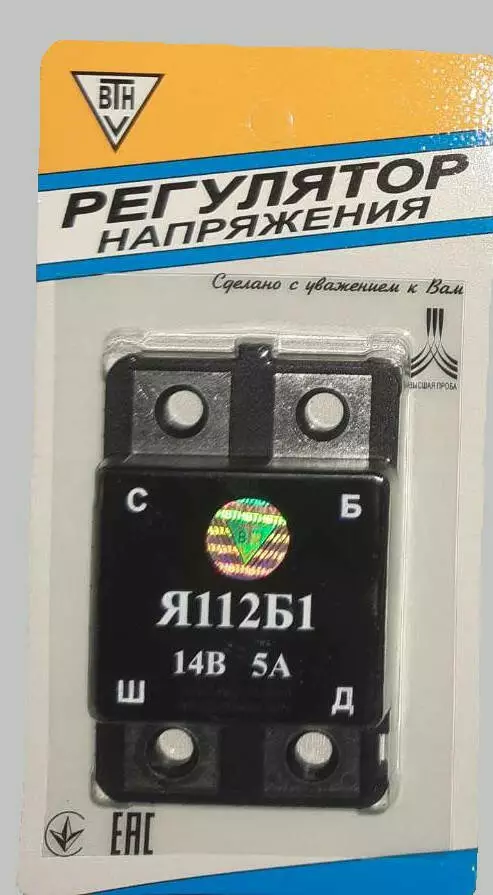 ВТН
РЕГУЛЯТОР
НАПРЯЖЕНИЯ
Сделано с уважением к Вам
ВЫСШАЯ ПРОБА
С Б
Я112Б1
14В 5А
Ш Д
ЕАС